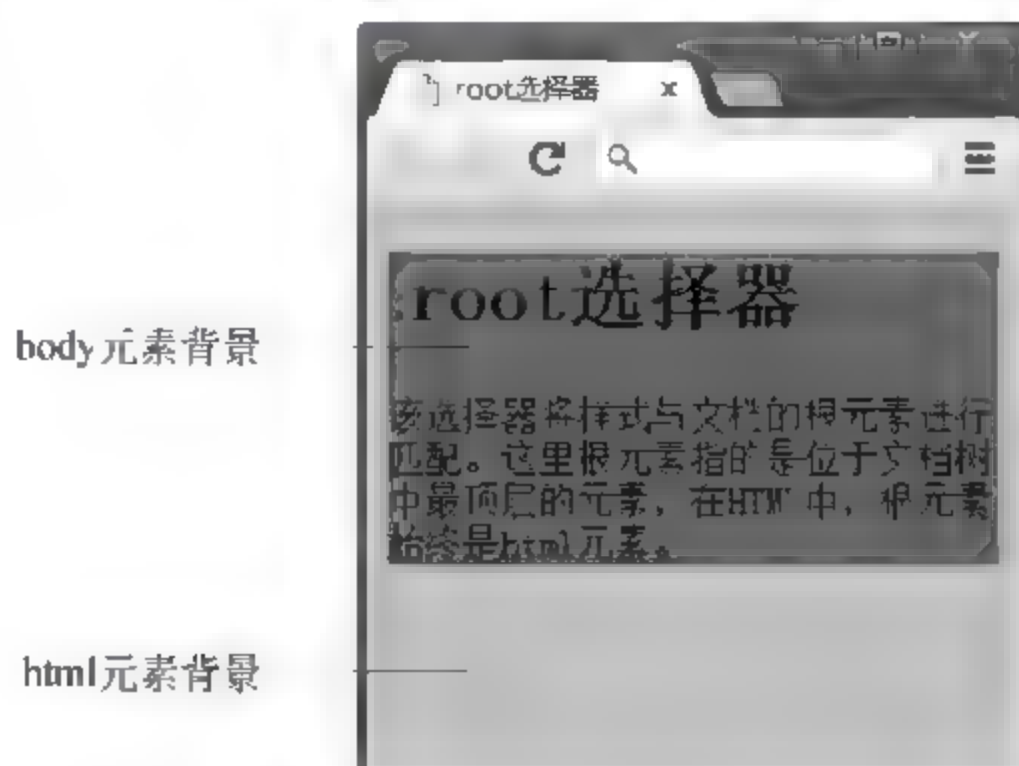 root选择器
:root选择器
body元素背景
该选择器将样式与文档的根元素进行
匹配。这里根元素指的是位于文档树
中最顶层的元素，在HTML中，根元素
始终是html元素。
html元素背景